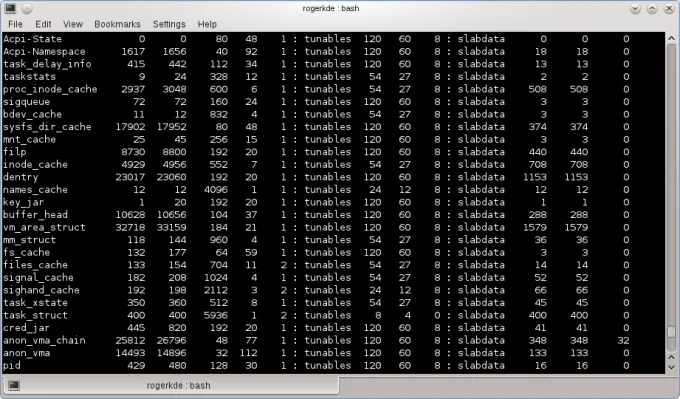 rogerkde : bash
File Edit View Bookmarks Settings Help
Acpi-State 0 0 80 48 1 : tunables 120 60 8 : slabdata 0 0 0
Acpi-Namespace 1617 1656 40 92 1 : tunables 120 60 8 : slabdata 18 18 0
task_delay_info 415 442 112 34 1 : tunables 120 60 8 : slabdata 13 13 0
taskstats 9 24 328 12 1 : tunables 54 27 8 : slabdata 2 2 0
proc_inode_cache 2937 3048 600 6 1 : tunables 54 27 8 : slabdata 508 508 0
sigqueue 72 72 160 24 1 : tunables 120 60 8 : slabdata 3 3 0
bdev_cache 11 12 832 4 1 : tunables 54 27 8 : slabdata 3 3 0
sysfs_dir_cache 17902 17952 80 48 1 : tunables 120 60 8 : slabdata 374 374 0
mnt_cache 25 45 256 15 1 : tunables 120 60 8 : slabdata 3 3 0
filp 8730 8800 192 20 1 : tunables 120 60 8 : slabdata 440 440 0
inode_cache 4929 4956 552 7 1 : tunables 54 27 8 : slabdata 708 708 0
dentry 23017 23060 192 20 1 : tunables 120 60 8 : slabdata 1153 1153 0
names_cache 12 12 4096 1 1 : tunables 24 12 8 : slabdata 12 12 0
key_jar 1 20 192 20 1 : tunables 120 60 8 : slabdata 1 1 0
buffer_head 10628 10656 104 37 1 : tunables 120 60 8 : slabdata 288 288 0
vm_area_struct 32718 33159 184 21 1 : tunables 120 60 8 : slabdata 1579 1579 0
mm_struct 118 144 960 4 1 : tunables 54 27 8 : slabdata 36 36 0
fs_cache 132 177 64 59 1 : tunables 120 60 8 : slabdata 3 3 0
files_cache 133 154 704 11 2 : tunables 54 27 8 : slabdata 14 14 0
signal_cache 182 208 1024 4 1 : tunables 54 27 8 : slabdata 52 52 0
sighand_cache 192 198 2112 3 2 : tunables 24 12 8 : slabdata 66 66 0
task_xstate 350 360 512 8 1 : tunables 54 27 8 : slabdata 45 45 0
task_struct 400 400 5936 1 2 : tunables 8 4 0 : slabdata 400 400 0
cred_jar 445 820 192 20 1 : tunables 120 60 8 : slabdata 41 41 0
anon_vma_chain 25812 26796 48 77 1 : tunables 120 60 8 : slabdata 348 348 32
anon_vma 14493 14896 32 112 1 : tunables 120 60 8 : slabdata 133 133 0
pid 429 480 128 30 1 : tunables 120 60 8 : slabdata 16 16 0
rogerkde : bash